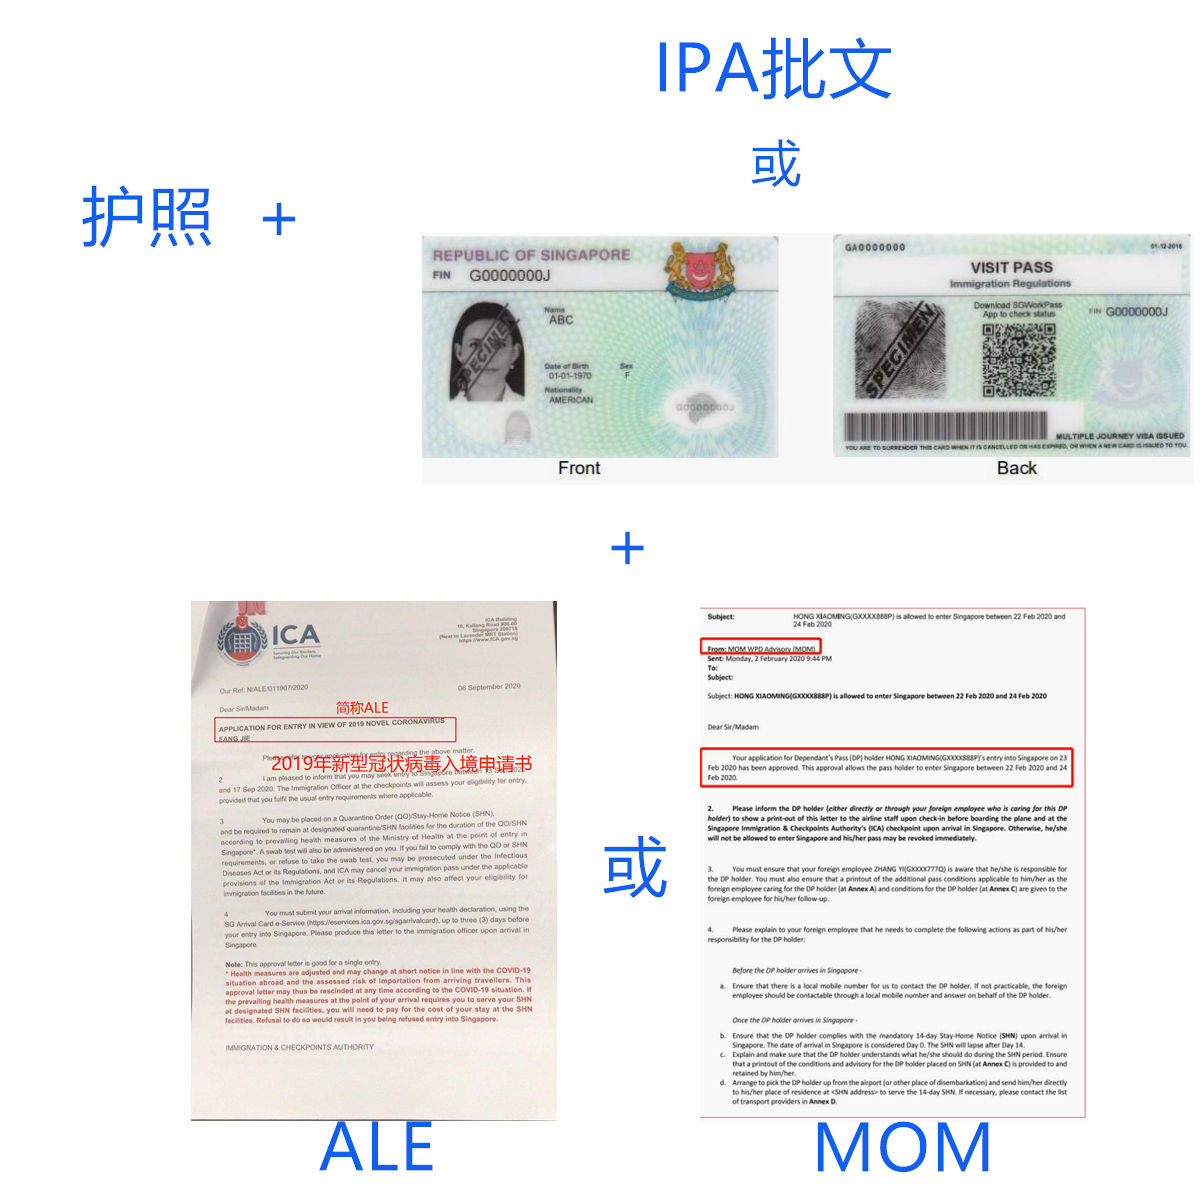 IPA批文
或
护照 +
REPUBLIC OF SINGAPORE
FIN G0000000J
Name
ABC
Date of Birth Sex
01-01-1970 F
Nationality
AMERICAN
G0000000J
SPECIMEN
Front
GA0000000 01-12-2016
VISIT PASS
Immigration Regulations
Download SGWorkPass
App to check status
FIN G0000000J
SPECIMEN
MULTIPLE JOURNEY VISA ISSUED
YOU ARE TO SURRENDER THIS CARD WHEN IT IS CANCELLED OR HAS EXPIRED, OR WHEN A NEW CARD IS ISSUED TO YOU.
Back
+
ICA
Securing Our Borders,
Safeguarding Our Home
ICA Building
10, Kallang Road #08-00
Singapore 208718
(Next to Lavender MRT Station)
https://www.ICA.gov.sg
Our Ref: N/ALE/011907/2020 06 September 2020
Dear Sir/Madam
简称ALE
APPLICATION FOR ENTRY IN VIEW OF 2019 NOVEL CORONAVIRUS
FANG JIE
Please refer to your application for entry regarding the above matter.
2019年新型冠状病毒入境申请书
2 I am pleased to inform that you may seek entry to Singapore between 13 Sep
and 17 Sep 2020. The Immigration Officer at the checkpoints will assess your eligibility for entry,
provided that you fulfil the usual entry requirements where applicable.
3 You may be placed on a Quarantine Order (QO)/Stay-Home Notice (SHN),
and be required to remain at designated quarantine/SHN facilities for the duration of the QO/SHN
according to prevailing health measures of the Ministry of Health at the point of entry in
Singapore*. A swab test will also be administered on you. If you fail to comply with the QO or SHN
requirements, or refuse to take the swab test, you may be prosecuted under the Infectious
Diseases Act or its Regulations, and ICA may cancel your immigration pass under the applicable
provisions of the Immigration Act or its Regulations. It may also affect your eligibility for
immigration facilities in the future.
4 You must submit your arrival information, including your health declaration, using the
SG Arrival Card e-Service (https://eservices.ica.gov.sg/sgarrivalcard), up to three (3) days before
your entry into Singapore. Please produce this letter to the immigration officer upon arrival in
Singapore.
Note: This approval letter is good for a single entry.
* Health measures are adjusted and may change at short notice in line with the COVID-19
situation abroad and the assessed risk of importation from arriving travellers. This
approval letter may thus be rescinded at any time according to the COVID-19 situation. If
the prevailing health measures at the point of your arrival requires you to serve your SHN
at designated SHN facilities, you will need to pay for the cost of your stay at the SHN
facilities. Refusal to do so would result in you being refused entry into Singapore.
IMMIGRATION & CHECKPOINTS AUTHORITY
ALE
或
Subject: HONG XIAOMING(GXXXX888P) is allowed to enter Singapore between 22 Feb 2020 and
24 Feb 2020
From: MOM WPD Advisory (MOM)
Sent: Monday, 2 February 2020 9:44 PM
To:
Subject:
Subject: HONG XIAOMING(GXXXX888P) is allowed to enter Singapore between 22 Feb 2020 and 24 Feb 2020
Dear Sir/Madam
Your application for Dependant's Pass (DP) holder HONG XIAOMING(GXXXX888P)'s entry into Singapore on 23
Feb 2020 has been approved. This approval allows the pass holder to enter Singapore between 22 Feb 2020 and 24
Feb 2020.
2. Please inform the DP holder (either directly or through your foreign employee who is caring for this DP
holder) to show a print-out of this letter to the airline staff upon check-in before boarding the plane and at the
Singapore Immigration & Checkpoints Authority's (ICA) checkpoint upon arrival in Singapore. Otherwise, he/she
will not be allowed to enter Singapore and his/her pass may be revoked immediately.
3. You must ensure that your foreign employee ZHANG YI(GXXXX777Q) is aware that he/she is responsible for
the DP holder. You must also ensure that a printout of the additional pass conditions applicable to him/her as the
foreign employee caring for the DP holder (at Annex A) and conditions for the DP holder (at Annex C) are given to the
foreign employee for his/her follow-up.
4. Please explain to your foreign employee that he needs to complete the following actions as part of his/her
responsibility for the DP holder:
Before the DP holder arrives in Singapore -
a. Ensure that there is a local mobile number for us to contact the DP holder. If not practicable, the foreign
employee should be contactable through a local mobile number and answer on behalf of the DP holder.
Once the DP holder arrives in Singapore -
b. Ensure that the DP holder complies with the mandatory 14-day Stay-Home Notice (SHN) upon arrival in
Singapore. The date of arrival in Singapore is considered Day 0. The SHN will lapse after Day 14.
c. Explain and make sure that the DP holder understands what he/she should do during the SHN period. Ensure
that a printout of the conditions and advisory for the DP holder placed on SHN (at Annex C) is provided to and
retained by him/her.
d. Arrange to pick the DP holder up from the airport (or other place of disembarkation) and send him/her directly
to his/her place of residence at <SHN address> to serve the 14-day SHN. If necessary, please contact the list
of transport providers in Annex D.
MOM